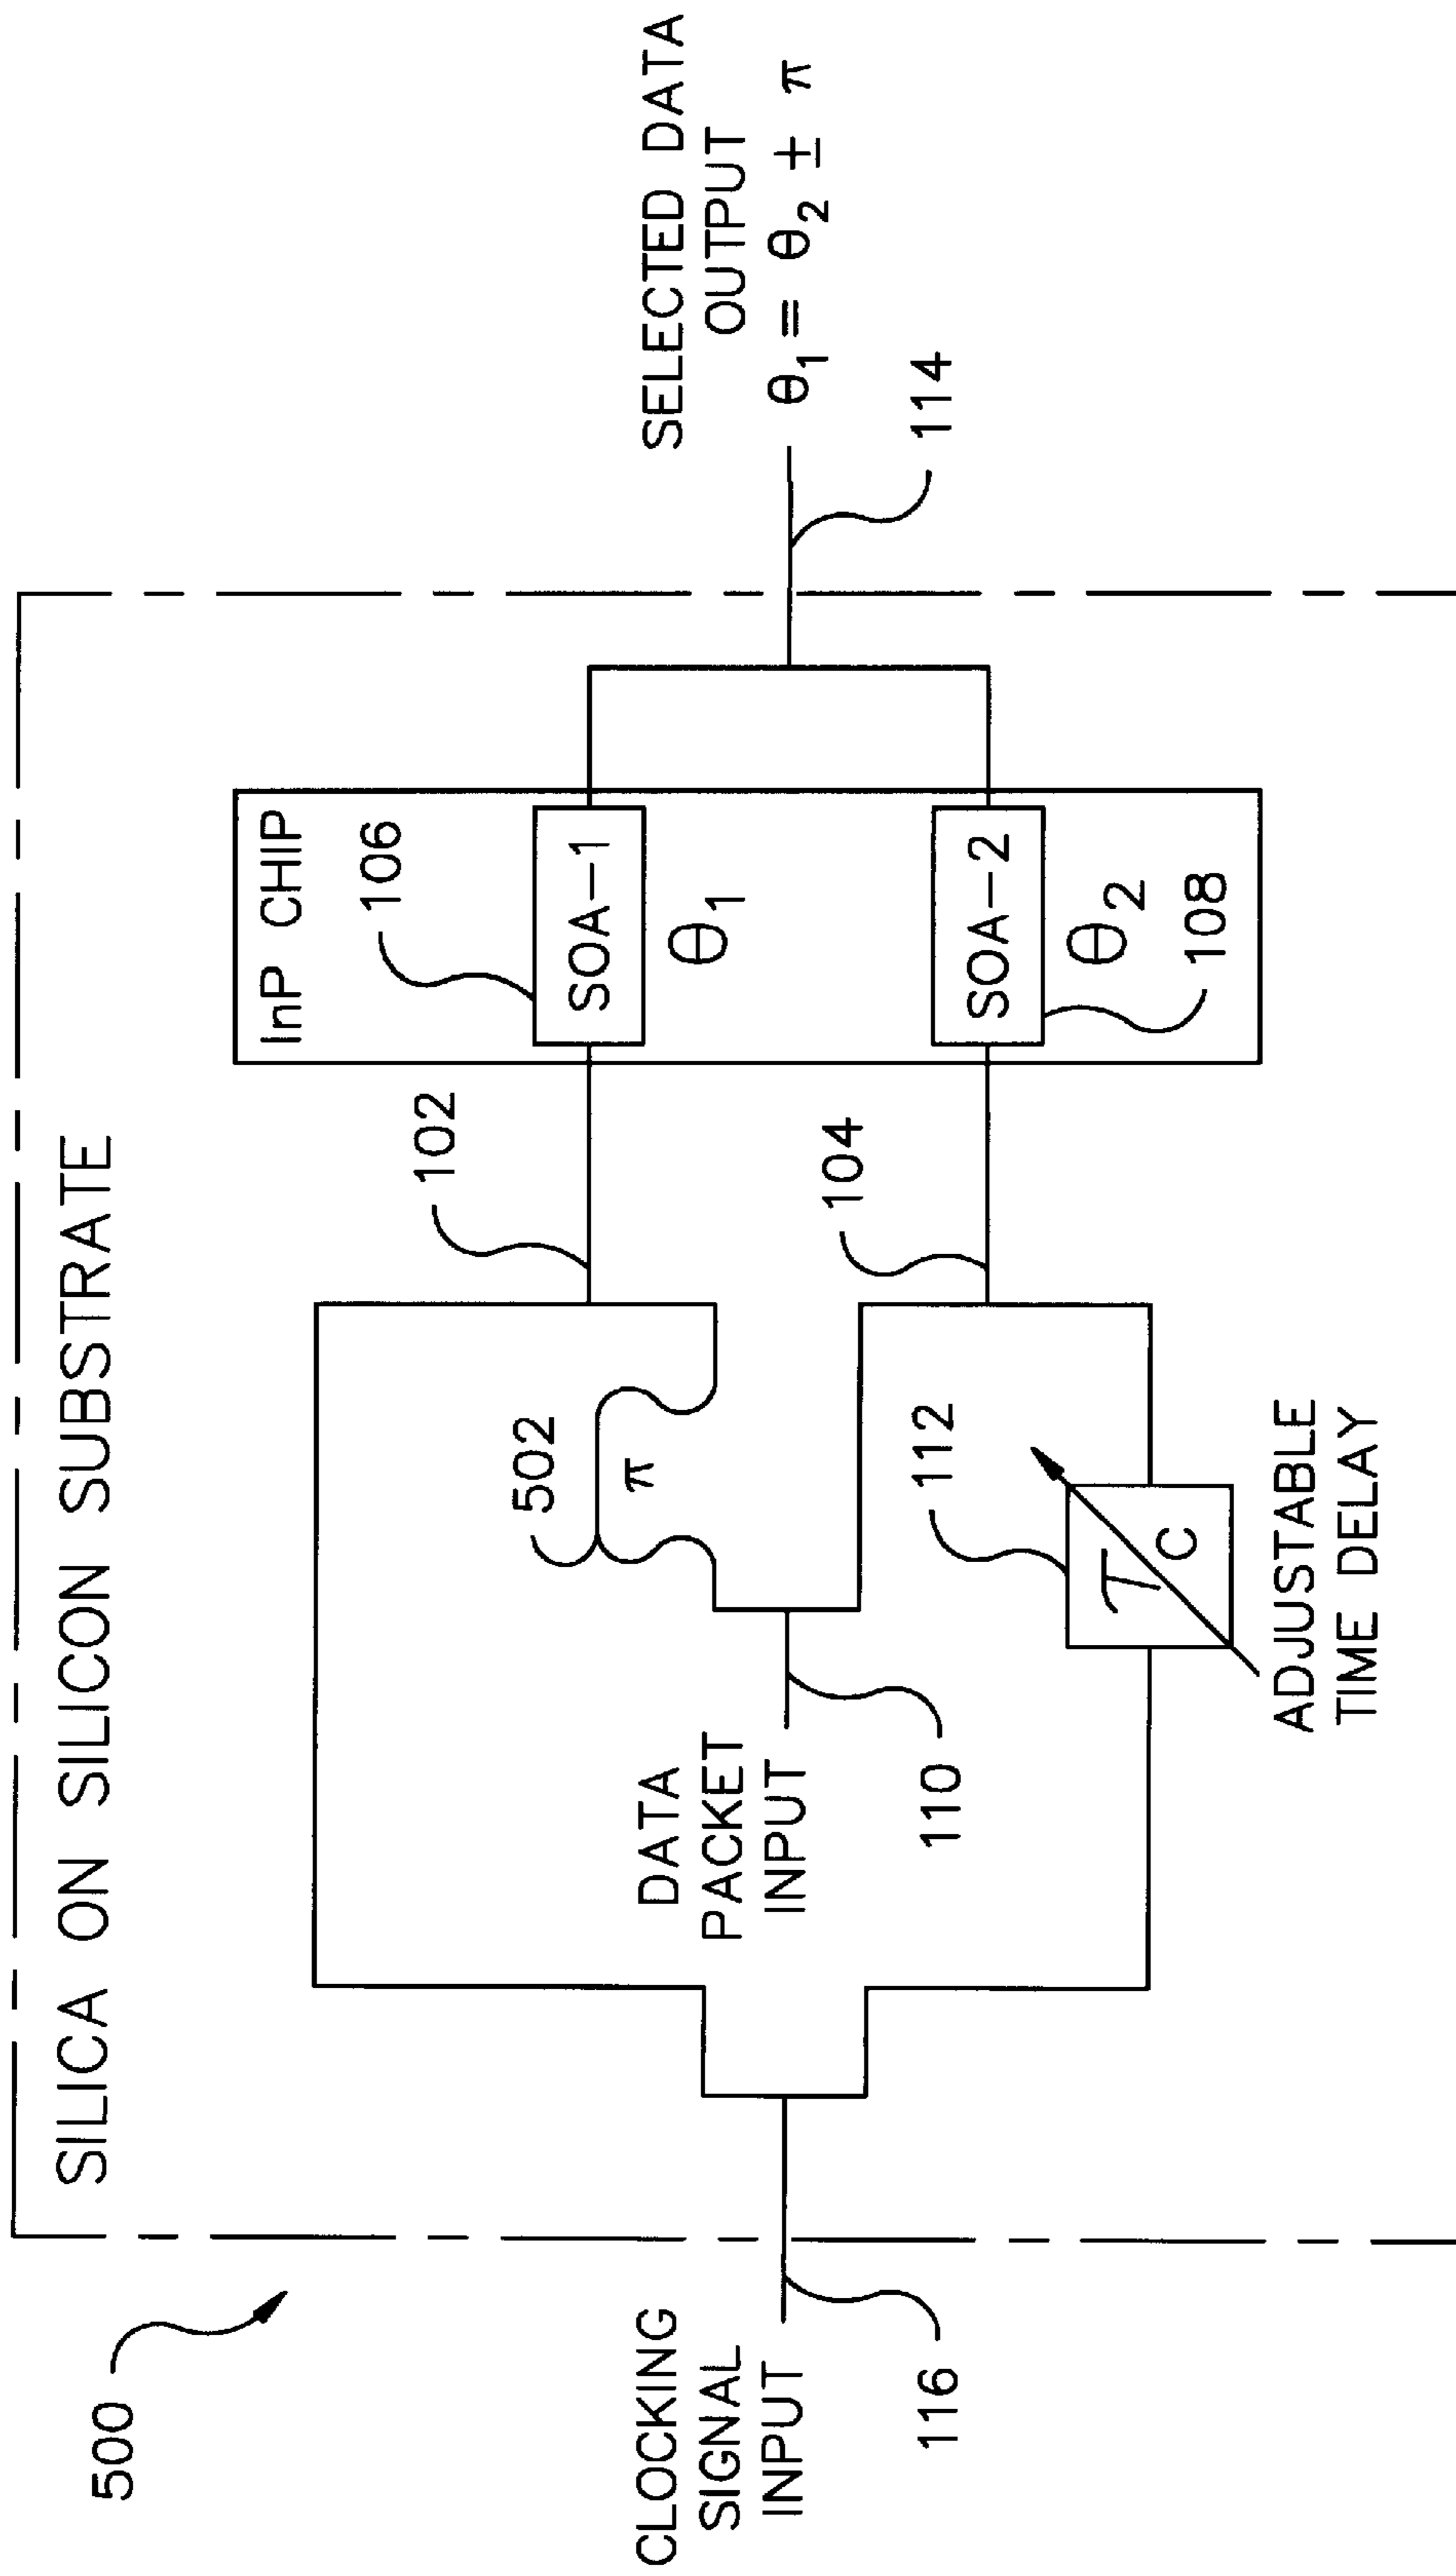 500
SILICA ON SILICON SUBSTRATE
CLOCKING
SIGNAL
INPUT
116
DATA
PACKET
INPUT
110
502
π
112
τ
C
ADJUSTABLE
TIME DELAY
102
104
InP CHIP
106
SOA-1
θ1
SOA-2
θ2
108
SELECTED DATA
OUTPUT
θ1 = θ2 ± π
114